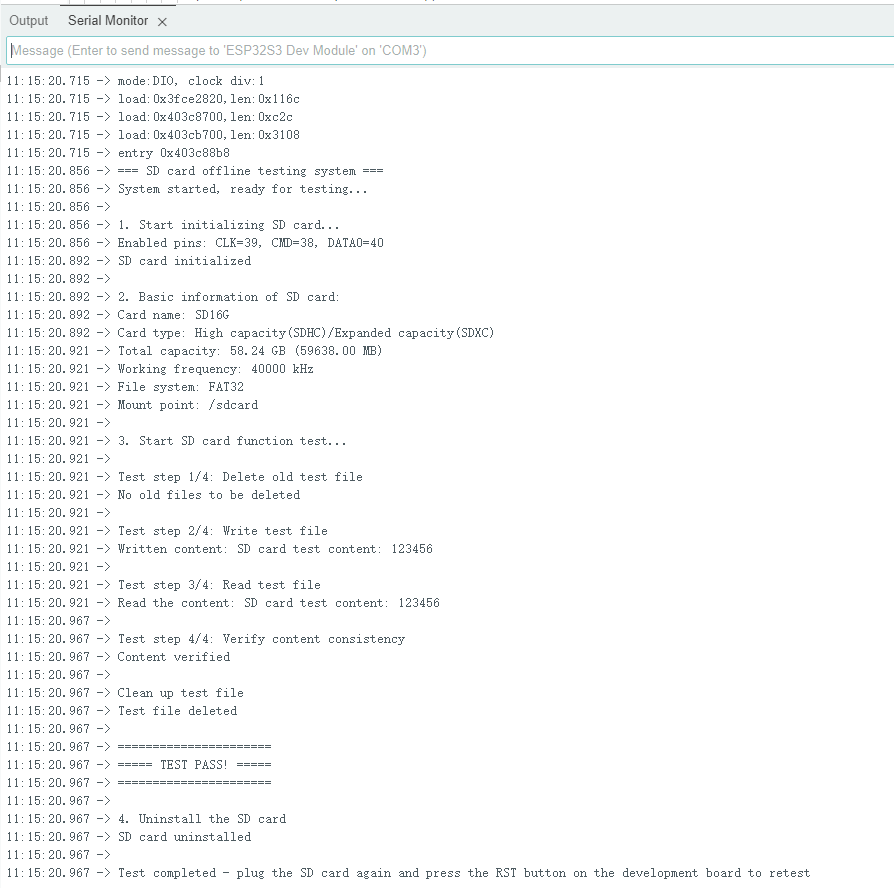 Output Serial Monitor ×
Message (Enter to send message to 'ESP32S3 Dev Module' on 'COM3')
11:15:20.715 -> mode:DIO, clock div:1
11:15:20.715 -> load:0x3fce2820,len:0x116c
11:15:20.715 -> load:0x403c8700,len:0xc2c
11:15:20.715 -> load:0x403cb700,len:0x3108
11:15:20.715 -> entry 0x403c88b8
11:15:20.856 -> === SD card offline testing system ===
11:15:20.856 -> System started, ready for testing...
11:15:20.856 ->
11:15:20.856 -> 1. Start initializing SD card...
11:15:20.856 -> Enabled pins: CLK=39, CMD=38, DATA0=40
11:15:20.892 -> SD card initialized
11:15:20.892 ->
11:15:20.892 -> 2. Basic information of SD card:
11:15:20.892 -> Card name: SD16G
11:15:20.892 -> Card type: High capacity(SDHC)/Expanded capacity(SDXC)
11:15:20.921 -> Total capacity: 58.24 GB (59638.00 MB)
11:15:20.921 -> Working frequency: 40000 kHz
11:15:20.921 -> File system: FAT32
11:15:20.921 -> Mount point: /sdcard
11:15:20.921 ->
11:15:20.921 -> 3. Start SD card function test...
11:15:20.921 ->
11:15:20.921 -> Test step 1/4: Delete old test file
11:15:20.921 -> No old files to be deleted
11:15:20.921 ->
11:15:20.921 -> Test step 2/4: Write test file
11:15:20.921 -> Written content: SD card test content: 123456
11:15:20.921 ->
11:15:20.921 -> Test step 3/4: Read test file
11:15:20.921 -> Read the content: SD card test content: 123456
11:15:20.967 ->
11:15:20.967 -> Test step 4/4: Verify content consistency
11:15:20.967 -> Content verified
11:15:20.967 ->
11:15:20.967 -> Clean up test file
11:15:20.967 -> Test file deleted
11:15:20.967 ->
11:15:20.967 -> ======================
11:15:20.967 -> ===== TEST PASS! =====
11:15:20.967 -> ======================
11:15:20.967 ->
11:15:20.967 -> 4. Uninstall the SD card
11:15:20.967 -> SD card uninstalled
11:15:20.967 ->
11:15:20.967 -> Test completed - plug the SD card again and press the RST button on the development board to retest